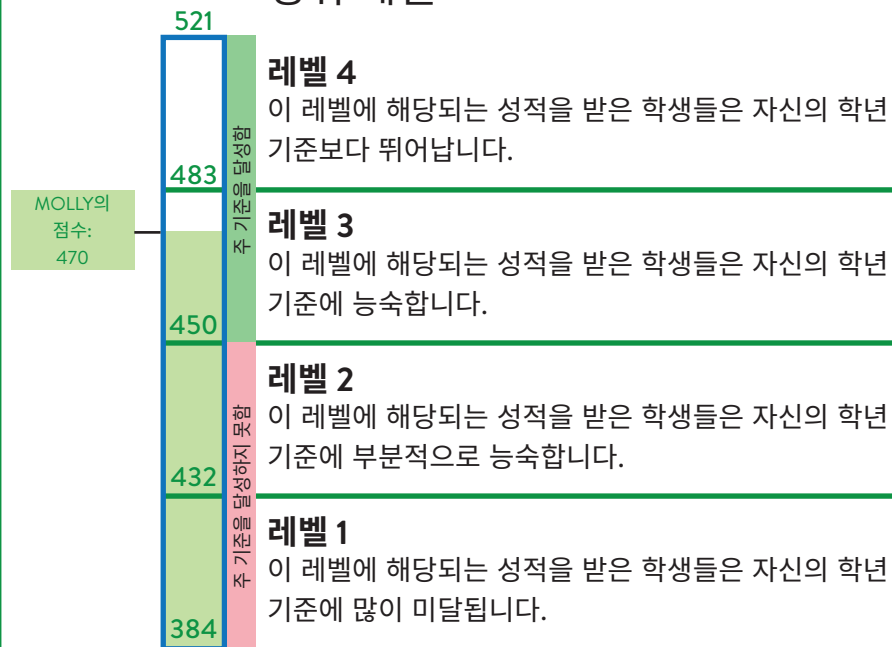 521
레벨 4
이 레벨에 해당되는 성적을 받은 학생들은 자신의 학년
기준보다 뛰어납니다.
483
주 기준을 달성함
MOLLY의
점수:
470
레벨 3
이 레벨에 해당되는 성적을 받은 학생들은 자신의 학년
기준에 능숙합니다.
450
레벨 2
이 레벨에 해당되는 성적을 받은 학생들은 자신의 학년
기준에 부분적으로 능숙합니다.
432
주 기준을 달성하지 못함
레벨 1
이 레벨에 해당되는 성적을 받은 학생들은 자신의 학년
기준에 많이 미달됩니다.
384